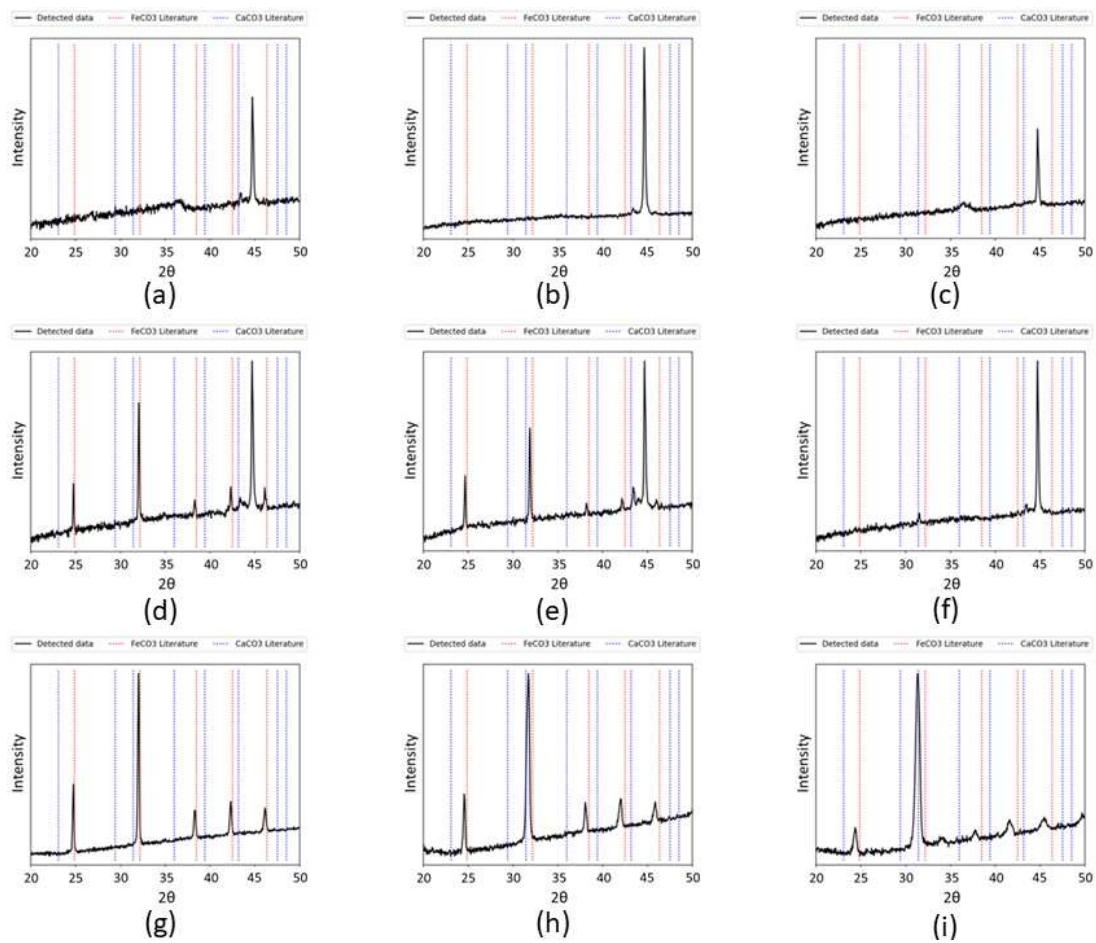 Detected data FeCO3 Literature CaCO3 Literature
Intensity
20 25 30 35 40 45 50
2θ
(a)
Detected data FeCO3 Literature CaCO3 Literature
Intensity
20 25 30 35 40 45 50
2θ
(b)
Detected data FeCO3 Literature CaCO3 Literature
Intensity
20 25 30 35 40 45 50
2θ
(c)
Detected data FeCO3 Literature CaCO3 Literature
Intensity
20 25 30 35 40 45 50
2θ
(d)
Detected data FeCO3 Literature CaCO3 Literature
Intensity
20 25 30 35 40 45 50
2θ
(e)
Detected data FeCO3 Literature CaCO3 Literature
Intensity
20 25 30 35 40 45 50
2θ
(f)
Detected data FeCO3 Literature CaCO3 Literature
Intensity
20 25 30 35 40 45 50
2θ
(g)
Detected data FeCO3 Literature CaCO3 Literature
Intensity
20 25 30 35 40 45 50
2θ
(h)
Detected data FeCO3 Literature CaCO3 Literature
Intensity
20 25 30 35 40 45 50
2θ
(i)